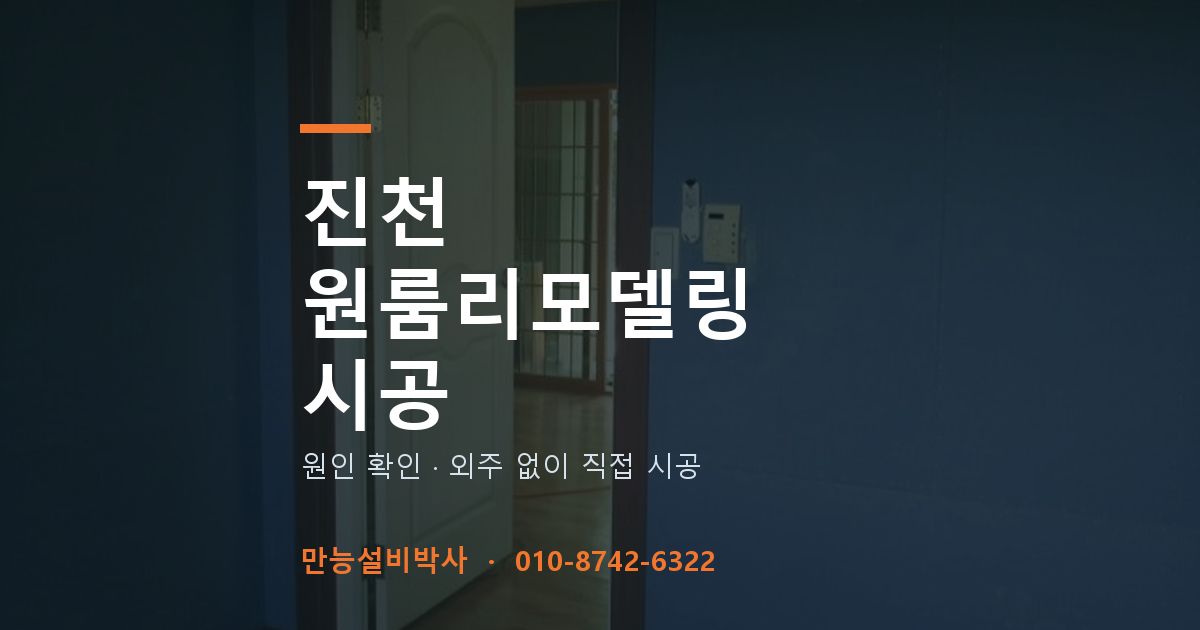 진천
원룸리모델링
시공
원인 확인 · 외주 없이 직접 시공
만능설비박사 · 010-8742-6322